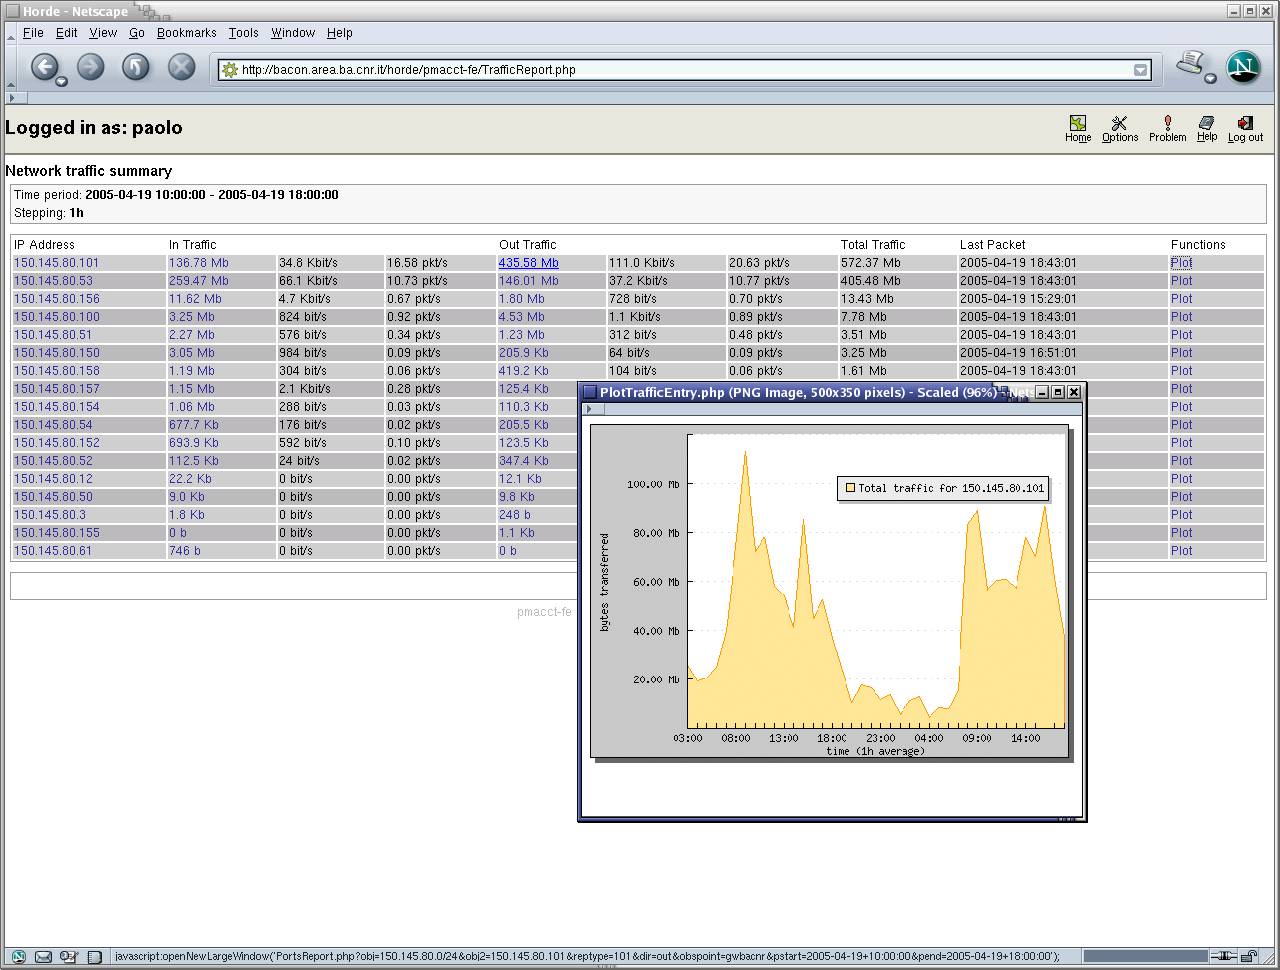 Horde - Netscape
File Edit View Go Bookmarks Tools Window Help
http://bacon.area.ba.cnr.it/horde/pmacct-fe/TrafficReport.php
Logged in as: paolo
Home Options Problem Help Log out
Network traffic summary
Time period: 2005-04-19 10:00:00 - 2005-04-19 18:00:00
Stepping: 1h
IP Address In Traffic Out Traffic Total Traffic Last Packet Functions
150.145.80.101 136.78 Mb 34.8 Kbit/s 16.58 pkt/s 435.58 Mb 111.0 Kbit/s 20.63 pkt/s 572.37 Mb 2005-04-19 18:43:01 Plot
150.145.80.53 259.47 Mb 66.1 Kbit/s 10.73 pkt/s 146.01 Mb 37.2 Kbit/s 10.77 pkt/s 405.48 Mb 2005-04-19 18:43:01 Plot
150.145.80.156 11.62 Mb 4.7 Kbit/s 0.67 pkt/s 1.80 Mb 728 bit/s 0.70 pkt/s 13.43 Mb 2005-04-19 15:29:01 Plot
150.145.80.100 3.25 Mb 824 bit/s 0.92 pkt/s 4.53 Mb 1.1 Kbit/s 0.89 pkt/s 7.78 Mb 2005-04-19 18:43:01 Plot
150.145.80.51 2.27 Mb 576 bit/s 0.34 pkt/s 1.23 Mb 312 bit/s 0.48 pkt/s 3.51 Mb 2005-04-19 18:43:01 Plot
150.145.80.150 3.05 Mb 984 bit/s 0.09 pkt/s 205.9 Kb 64 bit/s 0.09 pkt/s 3.25 Mb 2005-04-19 16:51:01 Plot
150.145.80.158 1.19 Mb 304 bit/s 0.06 pkt/s 419.2 Kb 104 bit/s 0.06 pkt/s 1.61 Mb 2005-04-19 18:43:01 Plot
150.145.80.157 1.15 Mb 2.1 Kbit/s 0.28 pkt/s 125.4 Kb Plot
150.145.80.154 1.06 Mb 288 bit/s 0.03 pkt/s 110.3 Kb Plot
150.145.80.54 677.7 Kb 176 bit/s 0.02 pkt/s 205.5 Kb Plot
150.145.80.152 693.9 Kb 592 bit/s 0.10 pkt/s 123.5 Kb Plot
150.145.80.52 112.5 Kb 24 bit/s 0.02 pkt/s 347.4 Kb Plot
150.145.80.12 22.2 Kb 0 bit/s 0.00 pkt/s 12.1 Kb Plot
150.145.80.50 9.0 Kb 0 bit/s 0.00 pkt/s 9.8 Kb Plot
150.145.80.3 1.8 Kb 0 bit/s 0.00 pkt/s 248 b Plot
150.145.80.155 0 b 0 bit/s 0.00 pkt/s 1.1 Kb Plot
150.145.80.61 746 b 0 bit/s 0.00 pkt/s 0 b Plot
pmacct-fe
PlotTrafficEntry.php (PNG Image, 500x350 pixels) - Scaled (96%)
Total traffic for 150.145.80.101
bytes transferred
100.00 Mb
80.00 Mb
60.00 Mb
40.00 Mb
20.00 Mb
03:00 08:00 13:00 18:00 23:00 04:00 09:00 14:00
time (1h average)
javascript:openNewLargeWindow('PortsReport.php?obj=150.145.80.0/24&obj2=150.145.80.101&reptype=101&dir=out&obspoint=gwbacnr&pstart=2005-04-19+10:00:00&pend=2005-04-19+18:00:00');